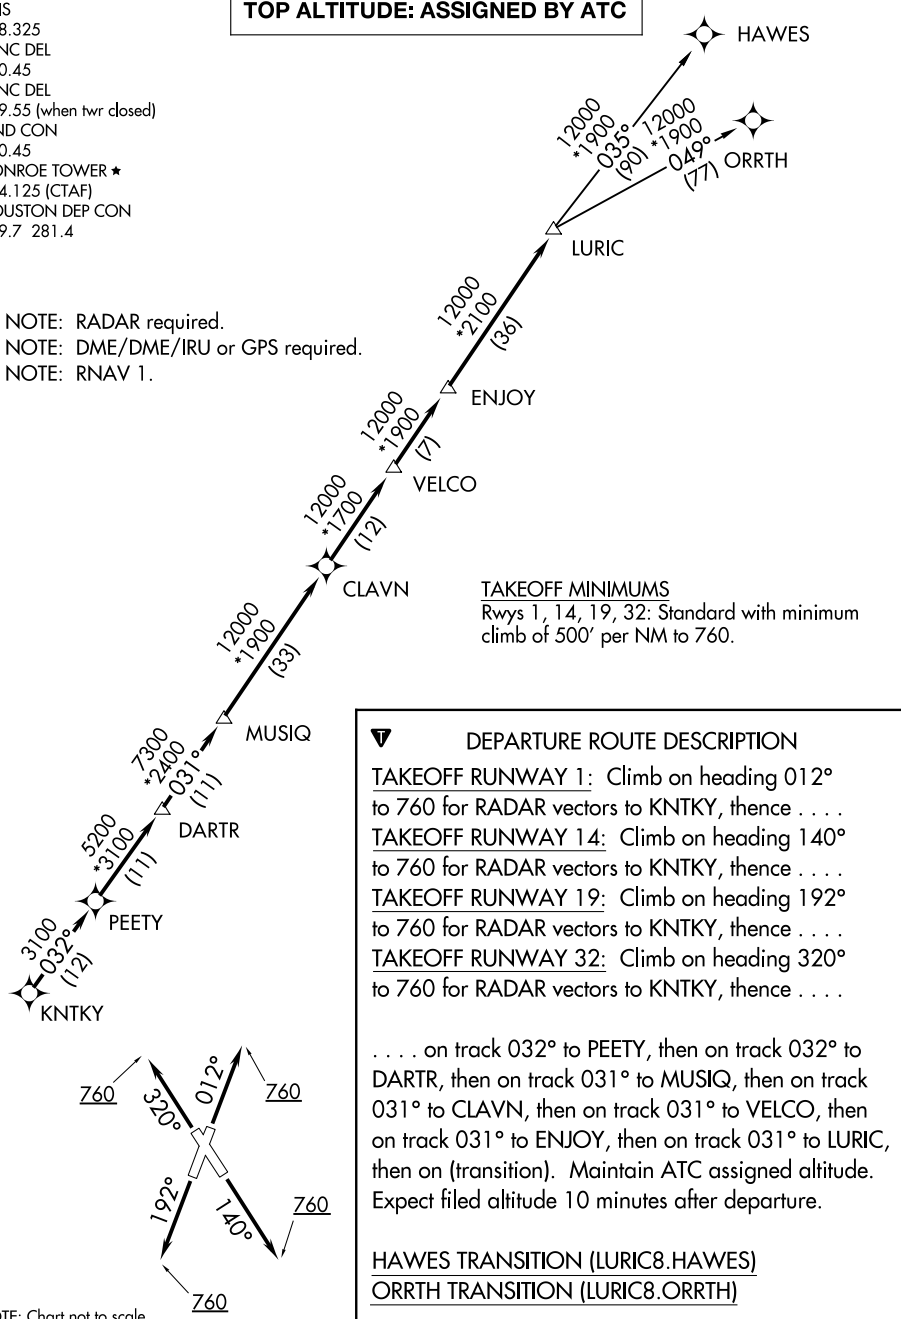 TOP ALTITUDE: ASSIGNED BY ATC
8.325
NC DEL
0.45
NC DEL
9.55 (when twr closed)
ND CON
0.45
ONROE TOWER ★
4.125 (CTAF)
OUSTON DEP CON
9.7 281.4
HAWES
12000
*1900
035°
(90)
12000
*1900
049°
(77)
ORRTH
LURIC
NOTE: RADAR required.
NOTE: DME/DME/IRU or GPS required.
NOTE: RNAV 1.
12000
*2100
(36)
ENJOY
12000
*1900
(7)
VELCO
12000
*1700
(12)
CLAVN
TAKEOFF MINIMUMS
Rwys 1, 14, 19, 32: Standard with minimum
climb of 500' per NM to 760.
12000
*1900
(33)
MUSIQ
7300
*2400
031°
(11)
DARTR
5200
*3100
(11)
PEETY
3100
032°
(12)
KNTKY
DEPARTURE ROUTE DESCRIPTION
TAKEOFF RUNWAY 1: Climb on heading 012°
to 760 for RADAR vectors to KNTKY, thence . . . .
TAKEOFF RUNWAY 14: Climb on heading 140°
to 760 for RADAR vectors to KNTKY, thence . . . .
TAKEOFF RUNWAY 19: Climb on heading 192°
to 760 for RADAR vectors to KNTKY, thence . . . .
TAKEOFF RUNWAY 32: Climb on heading 320°
to 760 for RADAR vectors to KNTKY, thence . . . .
. . . . on track 032° to PEETY, then on track 032° to
DARTR, then on track 031° to MUSIQ, then on track
031° to CLAVN, then on track 031° to VELCO, then
on track 031° to ENJOY, then on track 031° to LURIC,
then on (transition). Maintain ATC assigned altitude.
Expect filed altitude 10 minutes after departure.
HAWES TRANSITION (LURIC8.HAWES)
ORRTH TRANSITION (LURIC8.ORRTH)
760
320°
012°
760
192°
140°
760
760
OTE: Chart not to scale